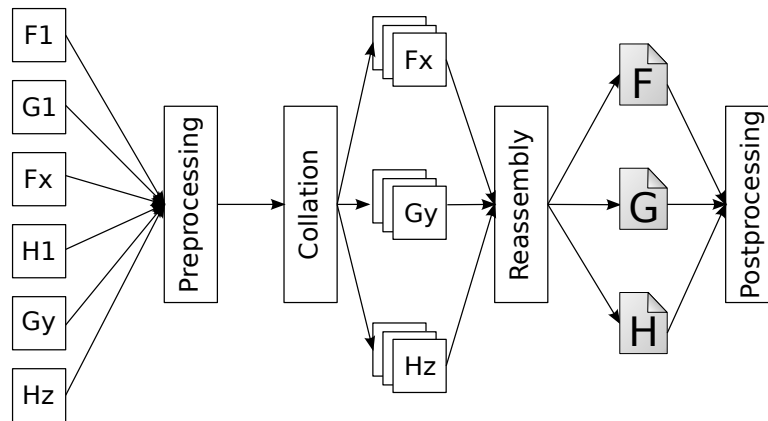 F1
G1
Fx
H1
Gy
Hz
Preprocessing
Collation
Fx
Gy
Hz
Reassembly
F
G
H
Postprocessing